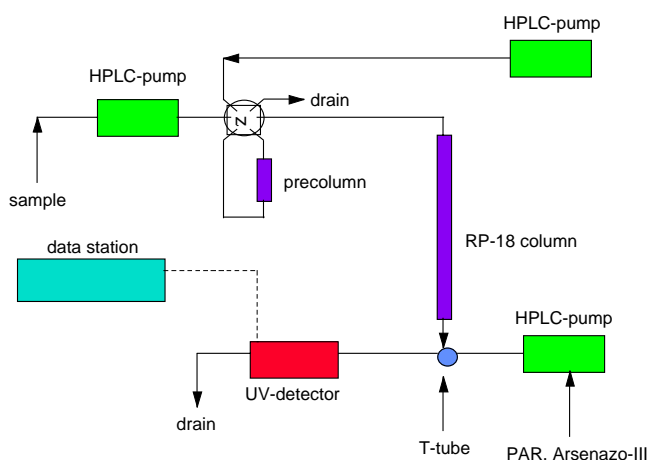 HPLC-pump
HPLC-pump
drain
N
precolumn
sample
RP-18 column
data station
HPLC-pump
UV-detector
drain
T-tube
PAR, Arsenazo-III